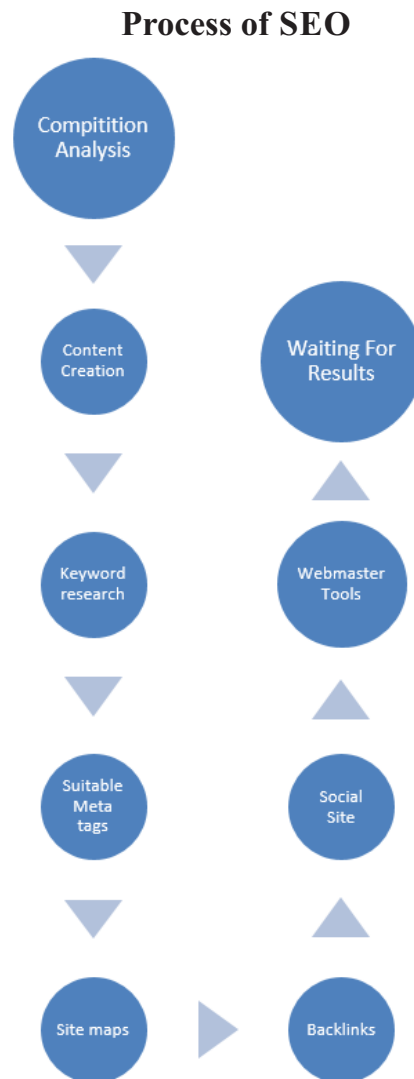 Process of SEO
Compitition
Analysis
Content
Creation
Keyword
research
Suitable
Meta
tags
Site maps
Backlinks
Social
Site
Webmaster
Tools
Waiting For
Results